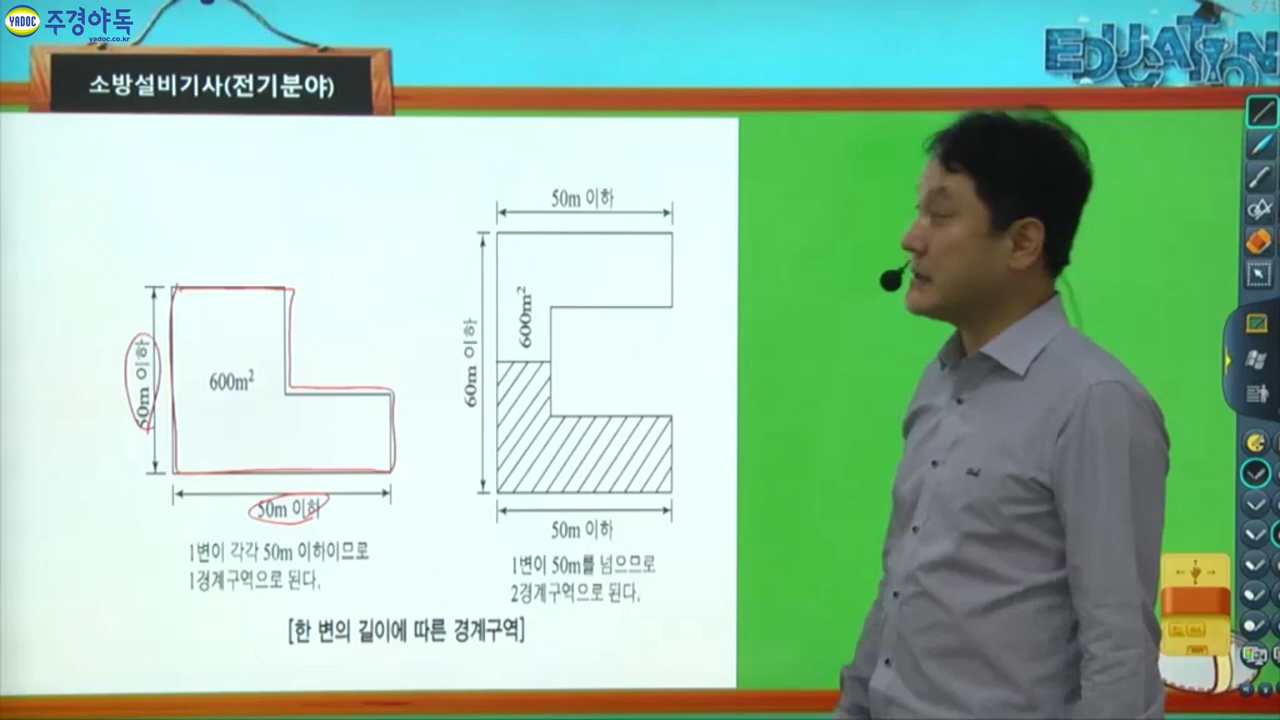 YADOC 주경야독
yadoc.co.kr
EDUCATION
5/1
소방설비기사(전기분야)
50m 이하
600m²
50m 이하
1변이 각각 50m 이하이므로
1경계구역으로 된다.
50m 이하
60m 이하
600m²
50m 이하
1변이 50m를 넘으므로
2경계구역으로 된다.
[한 변의 길이에 따른 경계구역]